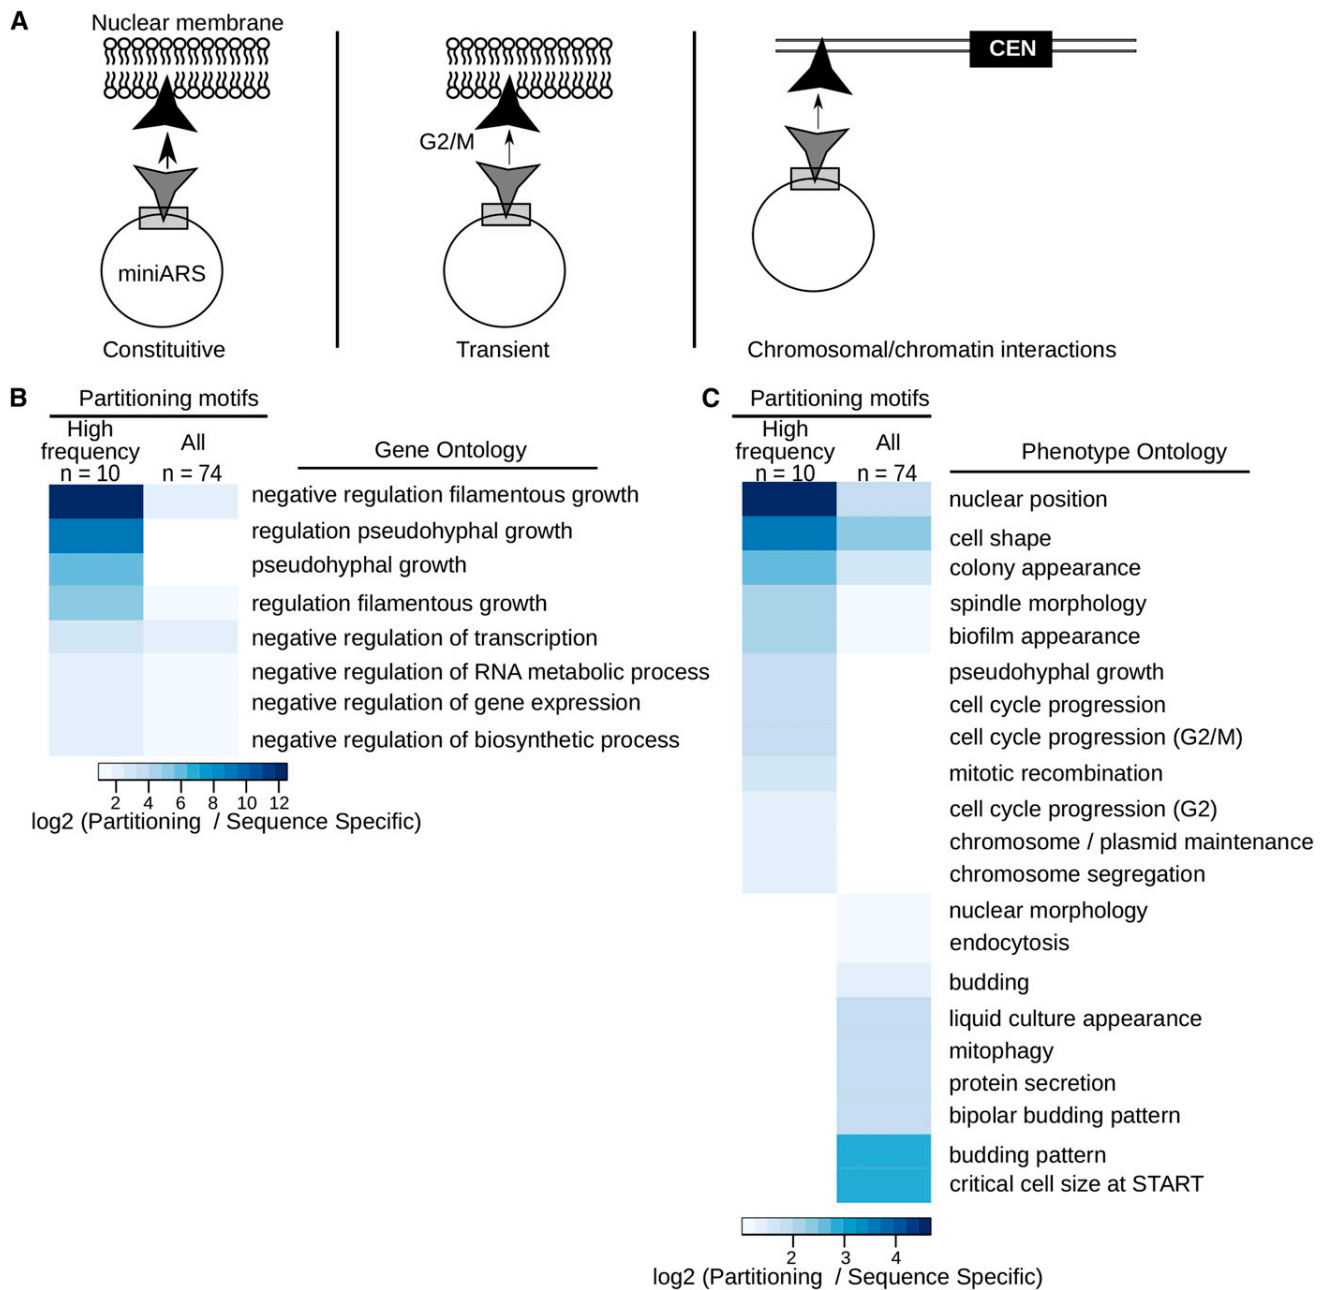 A
Nuclear membrane
CEN
G2/M
miniARS
Constituitive
Transient
Chromosomal/chromatin interactions
B
Partitioning motifs
High
frequency
n = 10
All
n = 74
Gene Ontology
negative regulation filamentous growth
regulation pseudohyphal growth
pseudohyphal growth
regulation filamentous growth
negative regulation of transcription
negative regulation of RNA metabolic process
negative regulation of gene expression
negative regulation of biosynthetic process
2 4 6 8 10 12
log2 (Partitioning / Sequence Specific)
C
Partitioning motifs
High
frequency
n = 10
All
n = 74
Phenotype Ontology
nuclear position
cell shape
colony appearance
spindle morphology
biofilm appearance
pseudohyphal growth
cell cycle progression
cell cycle progression (G2/M)
mitotic recombination
cell cycle progression (G2)
chromosome / plasmid maintenance
chromosome segregation
nuclear morphology
endocytosis
budding
liquid culture appearance
mitophagy
protein secretion
bipolar budding pattern
budding pattern
critical cell size at START
2 3 4
log2 (Partitioning / Sequence Specific)